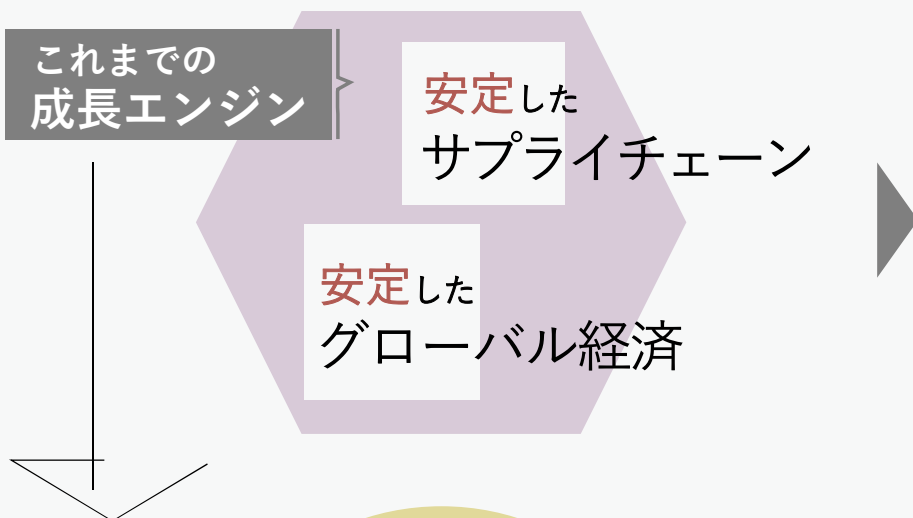 これまでの
成長エンジン
安定した
サプライチェーン
安定した
グローバル経済